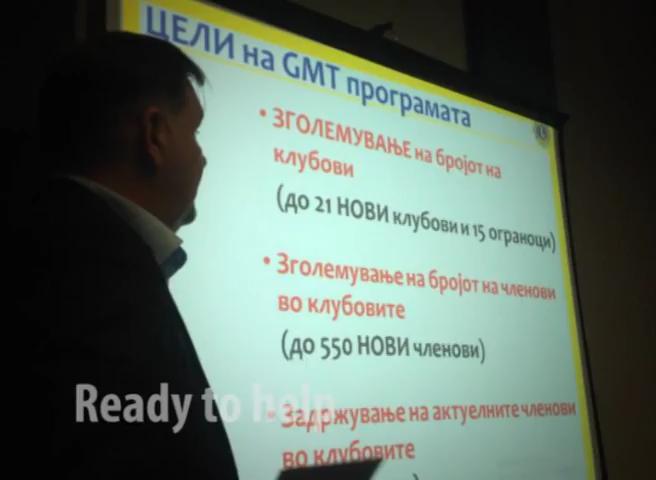 ЦЕЛИ на GMT програмата
• ЗГОЛЕМУВАЊЕ на бројот на
клубови
(до 21 НОВИ клубови и 15 огранoци)
• Зголемување на бројот на членови
во клубовите
(до 550 НОВИ членови)
• Задржување на актуелните членови
во клубовите
Ready to help